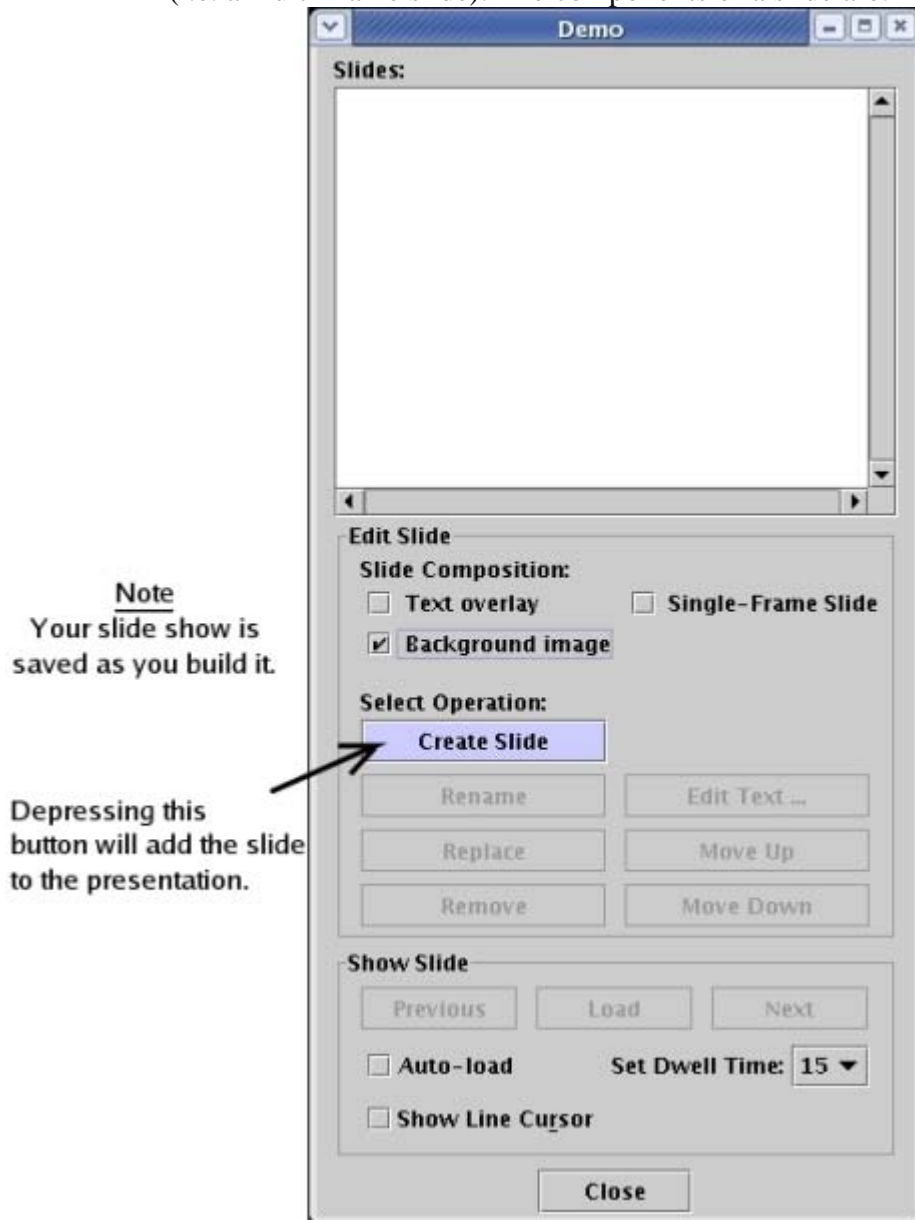 Demo
Slides:
Edit Slide
Slide Composition:
Text overlay
Single-Frame Slide
Background image
Note
Your slide show is
saved as you build it.
Select Operation:
Create Slide
Depressing this
button will add the slide
to the presentation.
Rename
Edit Text ...
Replace
Move Up
Remove
Move Down
Show Slide
Previous
Load
Next
Auto-load
Set Dwell Time: 15
Show Line Cursor
Close